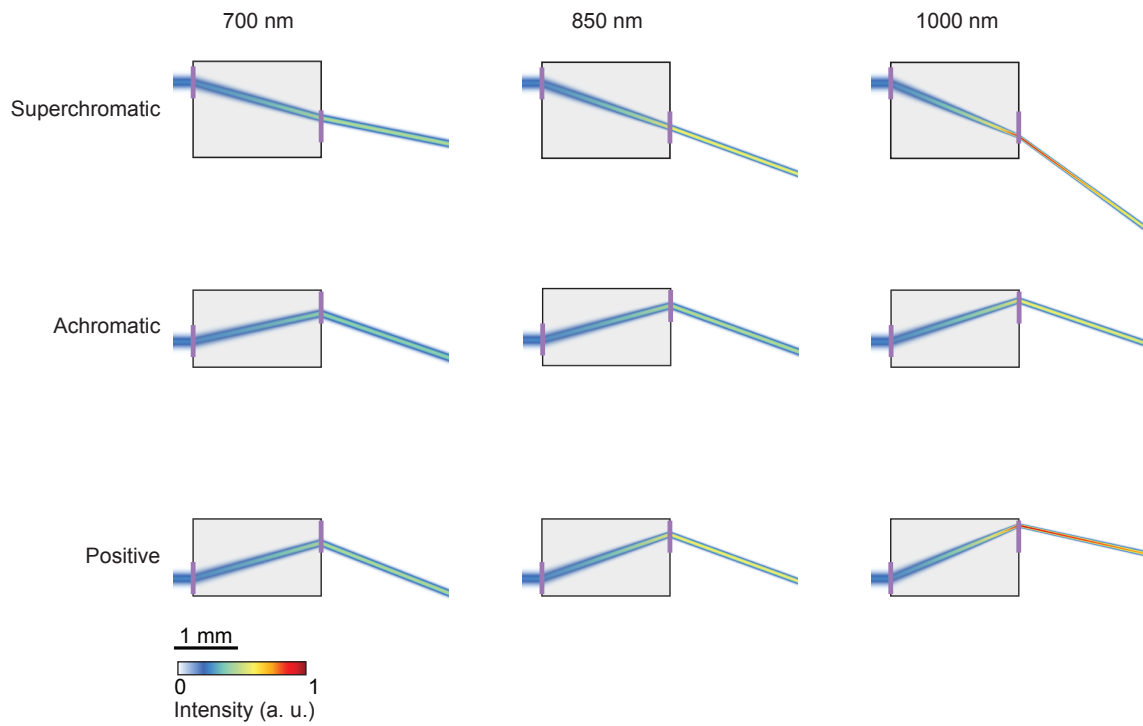 700 nm
850 nm
1000 nm
Superchromatic
Achromatic
Positive
1 mm
0 1
Intensity (a. u.)